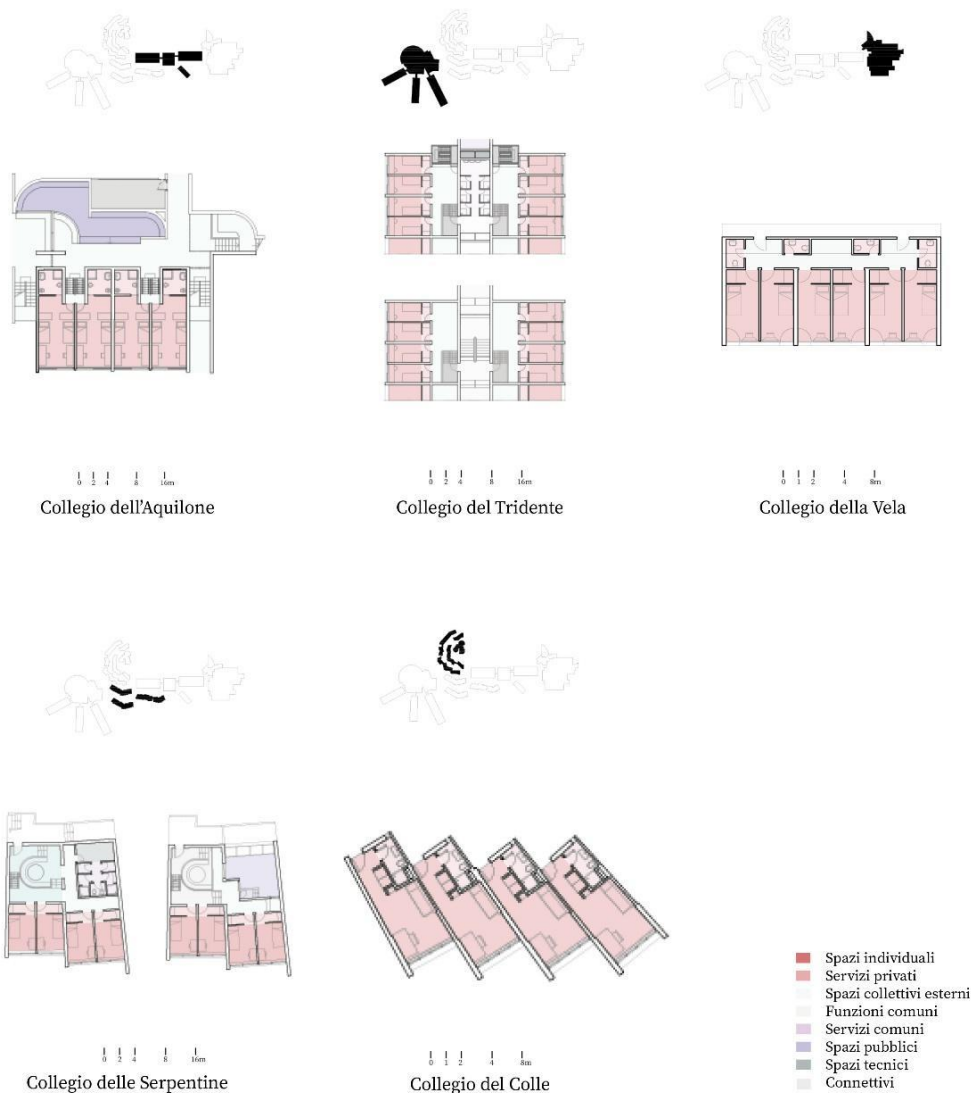 0 2 4 8 16m
Collegio dell'Aquilone
0 2 4 8 16m
Collegio del Tridente
0 1 2 4 8m
Collegio della Vela
0 2 4 8 16m
Collegio delle Serpentine
0 1 2 4 8m
Collegio del Colle
Spazi individuali
Servizi privati
Spazi collettivi esterni
Funzioni comuni
Servizi comuni
Spazi pubblici
Spazi tecnici
Connettivi